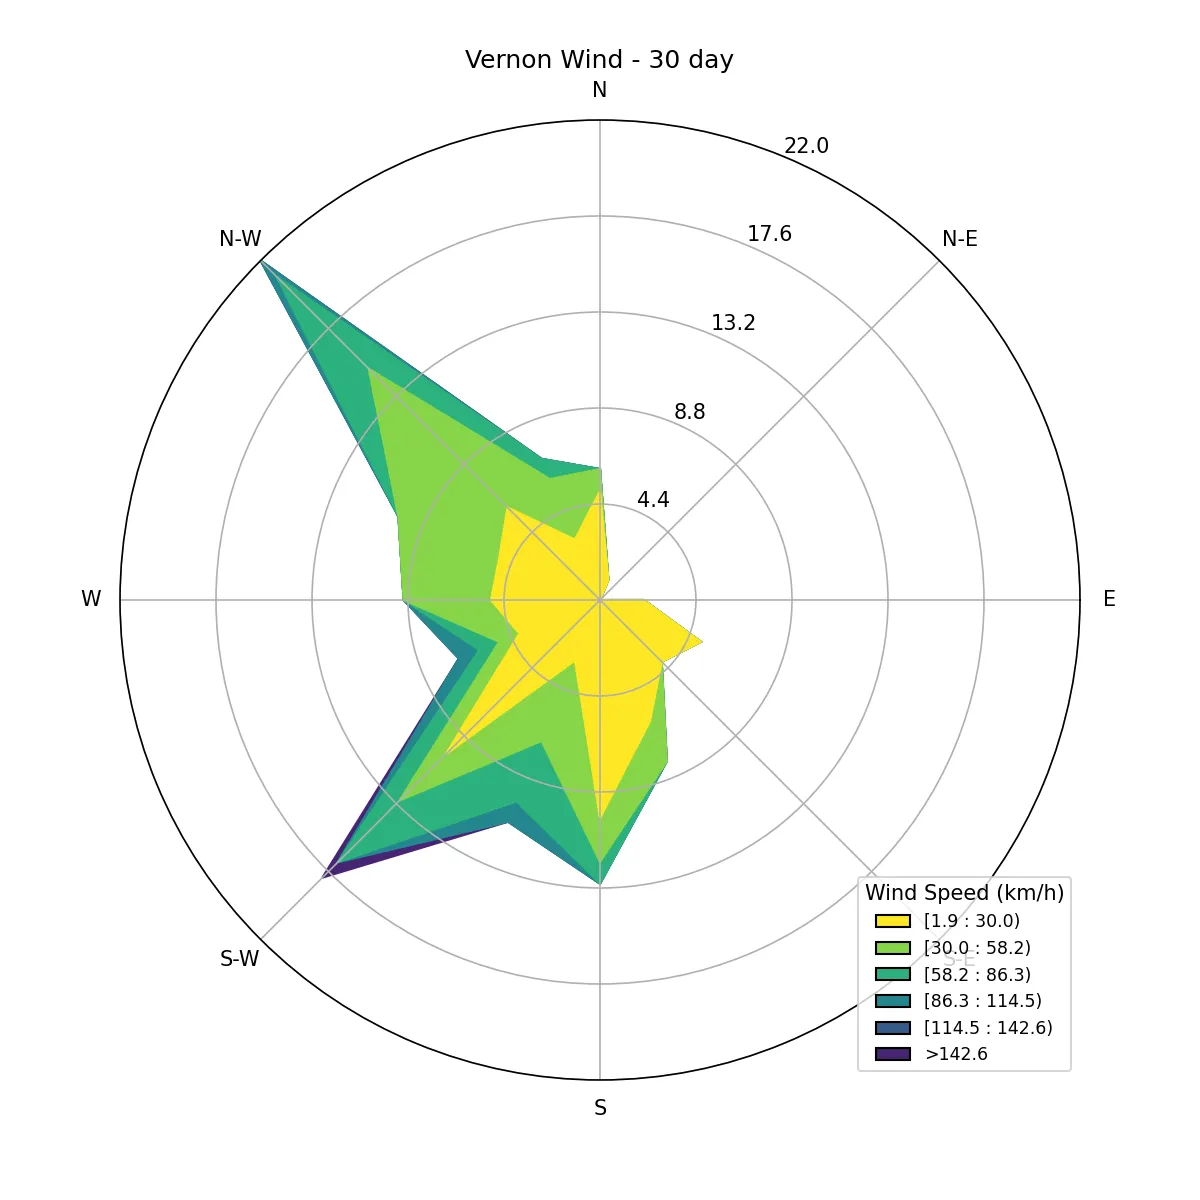 Vernon Wind - 30 day
N
22.0
17.6
N-W
N-E
13.2
8.8
4.4
W
E
Wind Speed (km/h)
[1.9 : 30.0)
[30.0 : 58.2)
S-W
S-E
[58.2 : 86.3)
[86.3 : 114.5)
[114.5 : 142.6)
>142.6
S